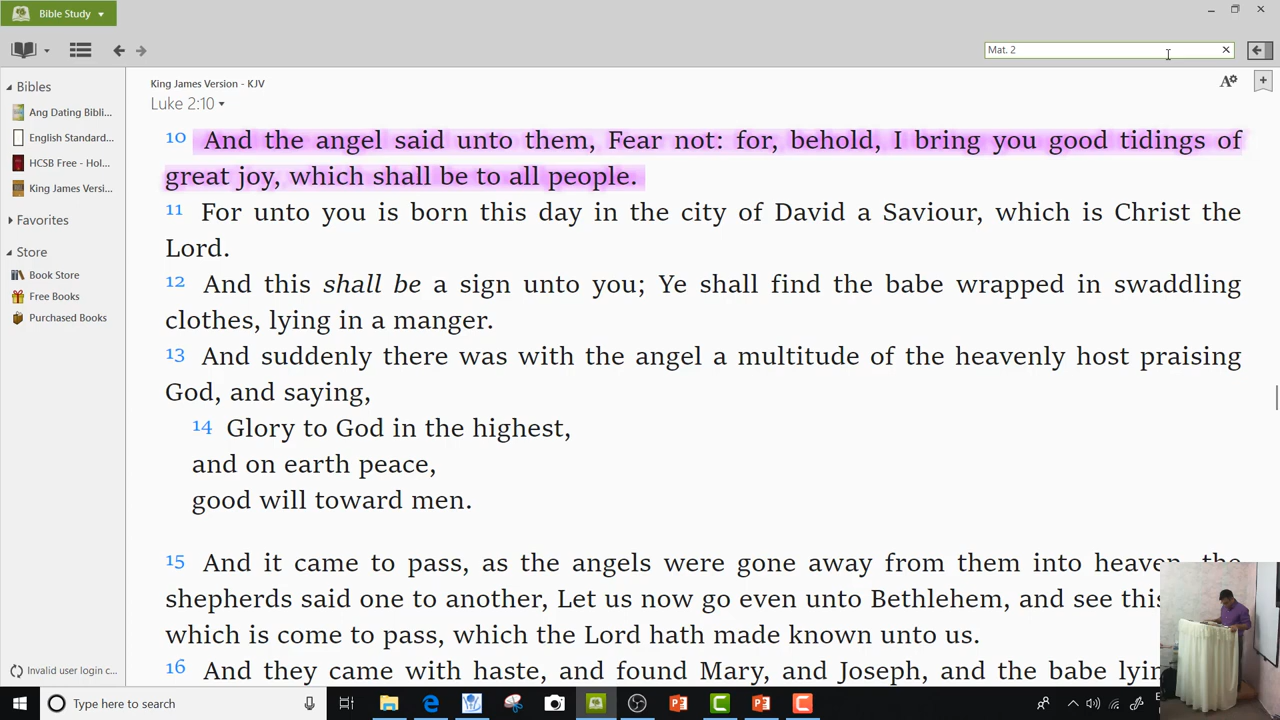 Bible Study
Mat. 2
Bibles
Ang Dating Bibli...
English Standard...
HCSB Free - Hol...
King James Versi...
Favorites
Store
Book Store
Free Books
Purchased Books
King James Version - KJV
Luke 2:10
10 And the angel said unto them, Fear not: for, behold, I bring you good tidings of
great joy, which shall be to all people.
11 For unto you is born this day in the city of David a Saviour, which is Christ the
Lord.
12 And this shall be a sign unto you; Ye shall find the babe wrapped in swaddling
clothes, lying in a manger.
13 And suddenly there was with the angel a multitude of the heavenly host praising
God, and saying,
14 Glory to God in the highest,
and on earth peace,
good will toward men.
15 And it came to pass, as the angels were gone away from them into heaven, the
shepherds said one to another, Let us now go even unto Bethlehem, and see this
which is come to pass, which the Lord hath made known unto us.
16 And they came with haste, and found Mary, and Joseph, and the babe lyin
Invalid user login c...
Type here to search